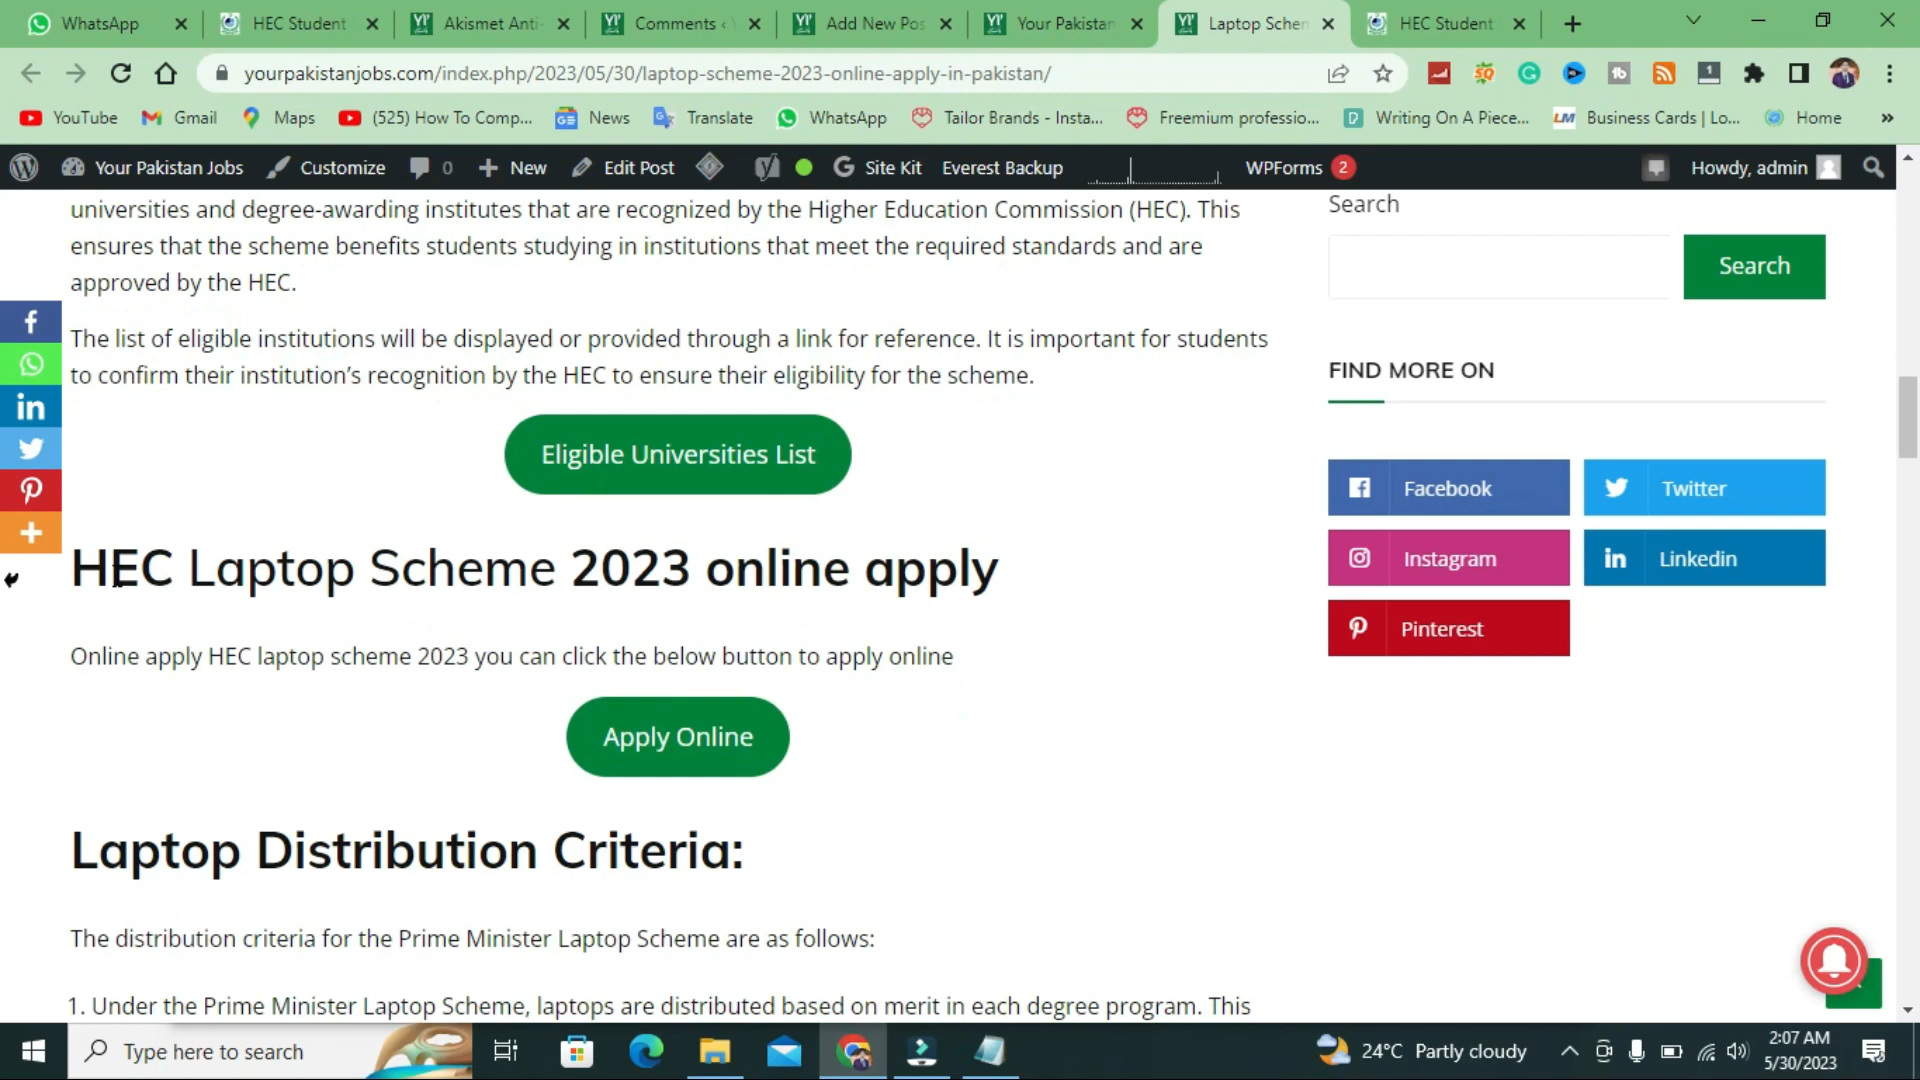 WhatsApp
HEC Student
Akismet Anti-
Comments ‹
Add New Pos
Your Pakistan
Laptop Schem
HEC Student
yourpakistanjobs.com/index.php/2023/05/30/laptop-scheme-2023-online-apply-in-pakistan/
YouTube
Gmail
Maps
(525) How To Comp...
News
Translate
WhatsApp
Tailor Brands - Insta...
Freemium professio...
Writing On A Piece...
Business Cards | Lo...
Home
»
Your Pakistan Jobs
Customize
0
New
Edit Post
Site Kit
Everest Backup
WPForms 2
Howdy, admin
universities and degree-awarding institutes that are recognized by the Higher Education Commission (HEC). This
ensures that the scheme benefits students studying in institutions that meet the required standards and are
approved by the HEC.
The list of eligible institutions will be displayed or provided through a link for reference. It is important for students
to confirm their institution's recognition by the HEC to ensure their eligibility for the scheme.
Eligible Universities List
HEC Laptop Scheme 2023 online apply
Online apply HEC laptop scheme 2023 you can click the below button to apply online
Apply Online
Laptop Distribution Criteria:
The distribution criteria for the Prime Minister Laptop Scheme are as follows:
1. Under the Prime Minister Laptop Scheme, laptops are distributed based on merit in each degree program. This
Search
Search
FIND MORE ON
Facebook
Twitter
Instagram
Linkedin
Pinterest
Type here to search
24°C Partly cloudy
2:07 AM
5/30/2023